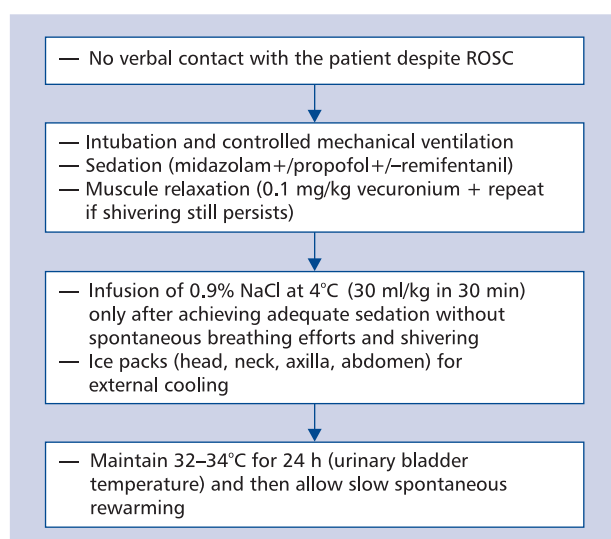 — No verbal contact with the patient despite ROSC
— Intubation and controlled mechanical ventilation
— Sedation (midazolam+/propofol+/–remifentanil)
— Muscule relaxation (0.1 mg/kg vecuronium + repeat
if shivering still persists)
— Infusion of 0.9% NaCl at 4°C (30 ml/kg in 30 min)
only after achieving adequate sedation without
spontaneous breathing efforts and shivering
— Ice packs (head, neck, axilla, abdomen) for
external cooling
— Maintain 32–34°C for 24 h (urinary bladder
temperature) and then allow slow spontaneous
rewarming